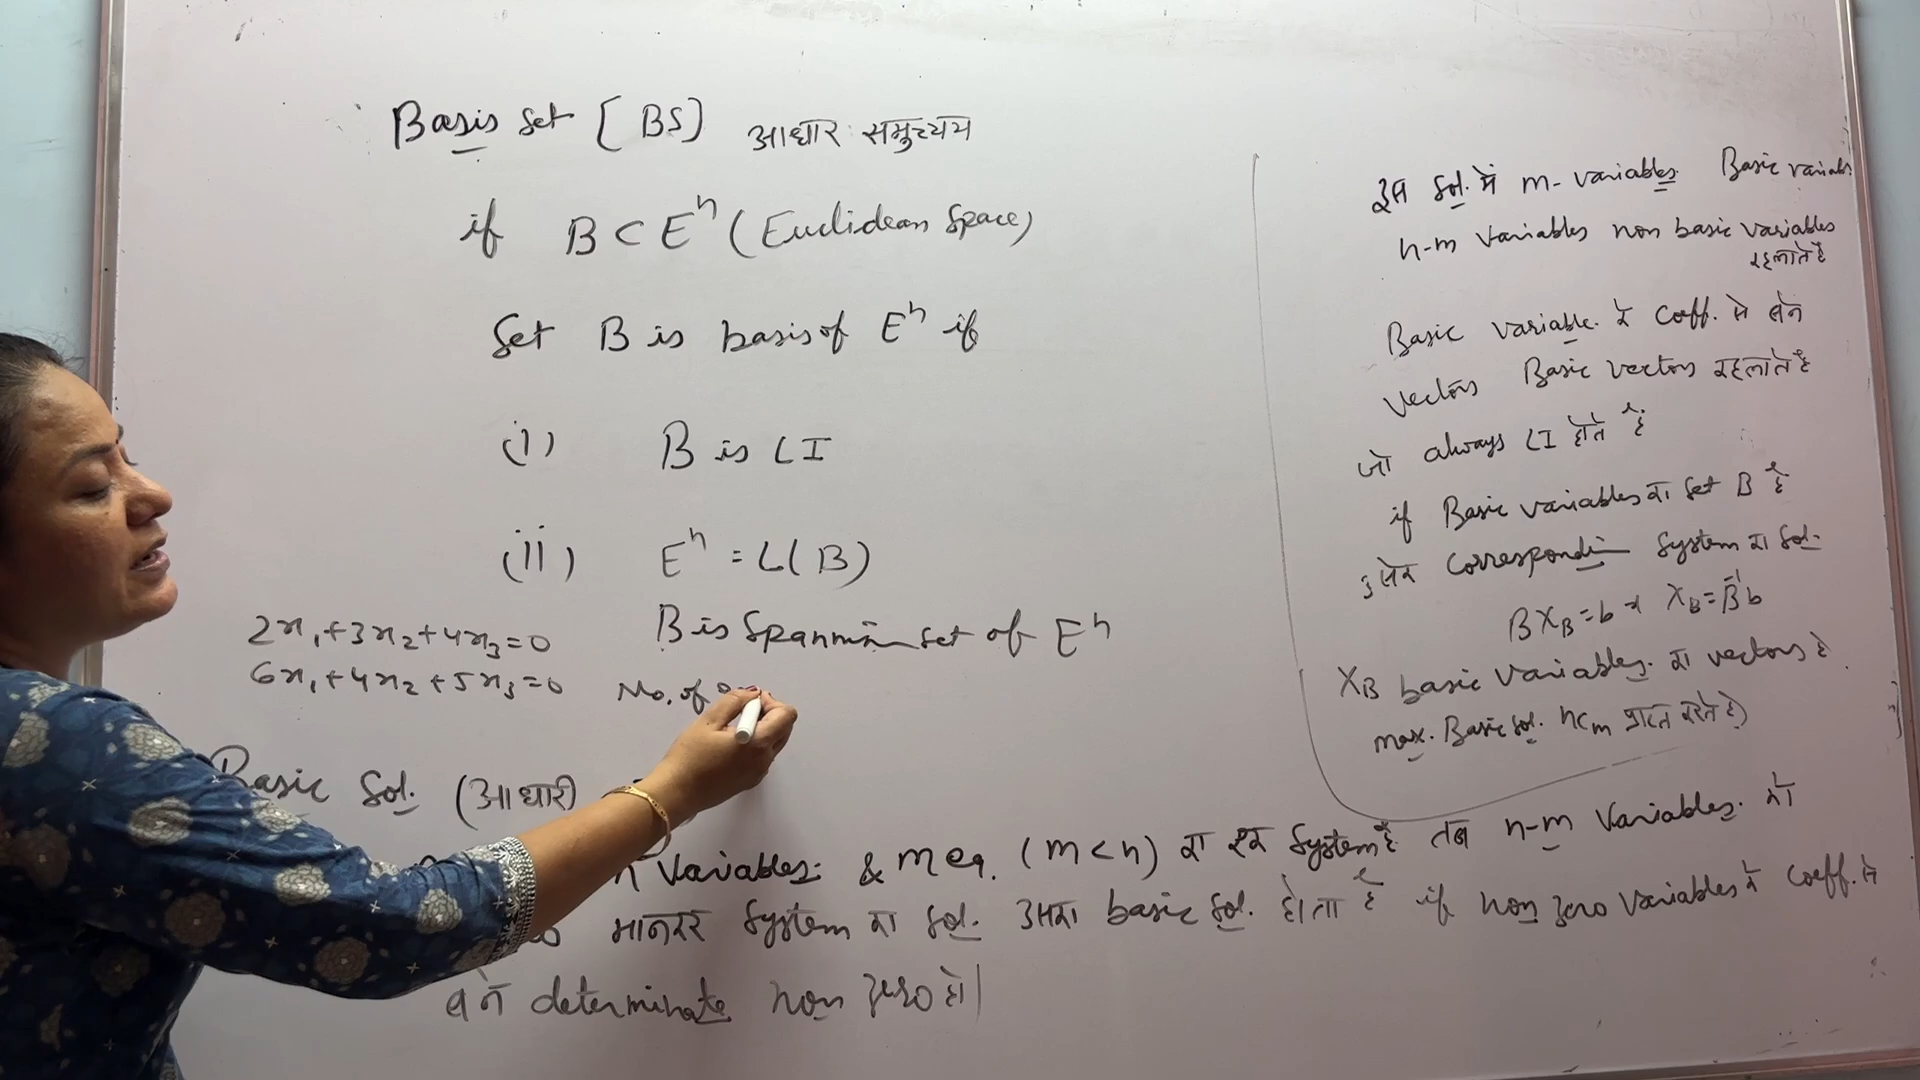 Basis Set [BS] आधार समुच्चय
if B ⊂ Eⁿ (Euclidean Space)
Set B is basis of Eⁿ if
(i) B is LI
(ii) Eⁿ = L(B)
B is Spanning set of Eⁿ
2x₁+3x₂+4x₃=0
6x₁+4x₂+5x₃=0
No. of
Basic Sol. (आधारी
n Variables & m eq. (m<n) का एक System है तब n-m Variables को
मानकर System का Sol. उसका basic Sol. होता है if non zero variables के Coeff. से
बने determinate non zero हो।
इस Sol. में m-variables Basic variabl
n-m Variables non basic variables
कहलाते है
Basic variable के Coeff. से बने
vectors Basic vectors कहलाते है
जो always LI होते है
if Basic variables का set B है
उसके correspondin System का Sol.
BX_B=b X_B=B⁻¹b
X_B basic variables का vectors है
max. Basic Sol. nCm प्राप्त करते है)